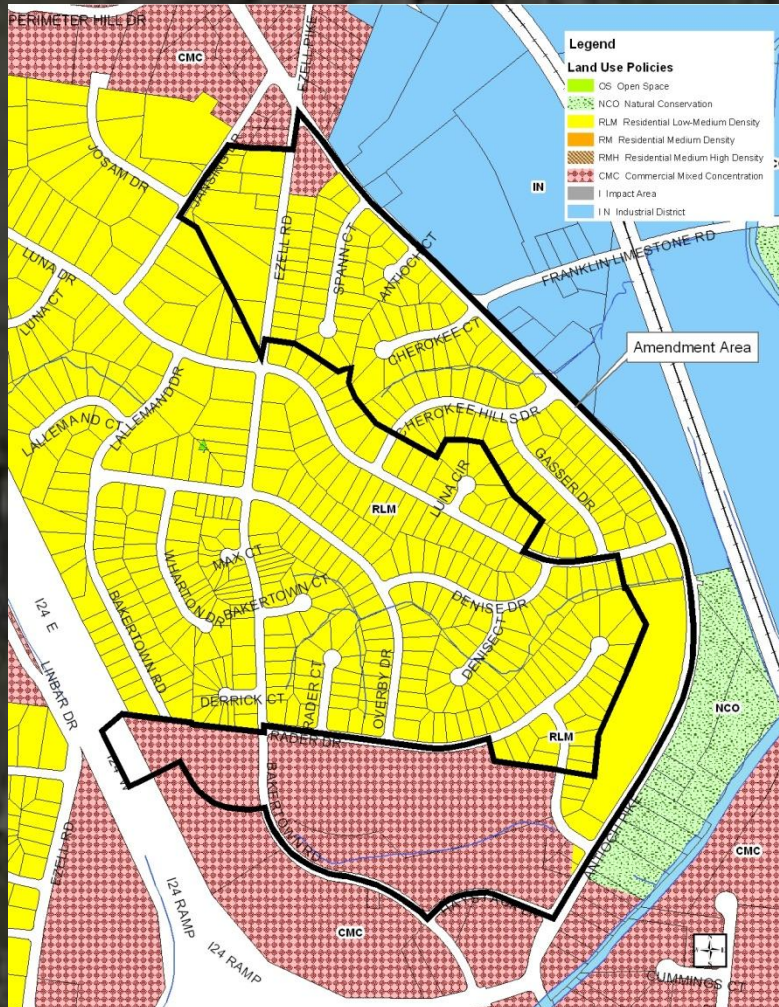 PERIMETER HILL DR
CMC
EZELL PIKE
Legend
Land Use Policies
OS Open Space
NCO Natural Conservation
RLM Residential Low-Medium Density
RM Residential Medium Density
RMH Residential Medium High Density
CMC Commercial Mixed Concentration
I Impact Area
IN Industrial District
JOSAM DR
JANSING DR
IN
EZELL RD
SPANN CT
ANTIOCH CT
FRANKLIN LIMESTONE RD
LUNA DR
LUNA CT
CHEROKEE CT
Amendment Area
LALLEMAND DR
LALLEMAND CT
CHEROKEE HILLS DR
GASSER DR
LUNA CIR
RLM
MAX CT
WHARTON DR
BAKERTOWN CT
DENISE DR
BAKERTOWN RD
DENISE CT
I24 E
LINBAR DR
OVERBY DR
RADER CT
DERRICK CT
NCO
RADER DR
RLM
BAKERTOWN RD
ANTIOCH PIKE
EZELL RD
CMC
I24 RAMP
CMC
I24 RAMP
CUMMINGS CT